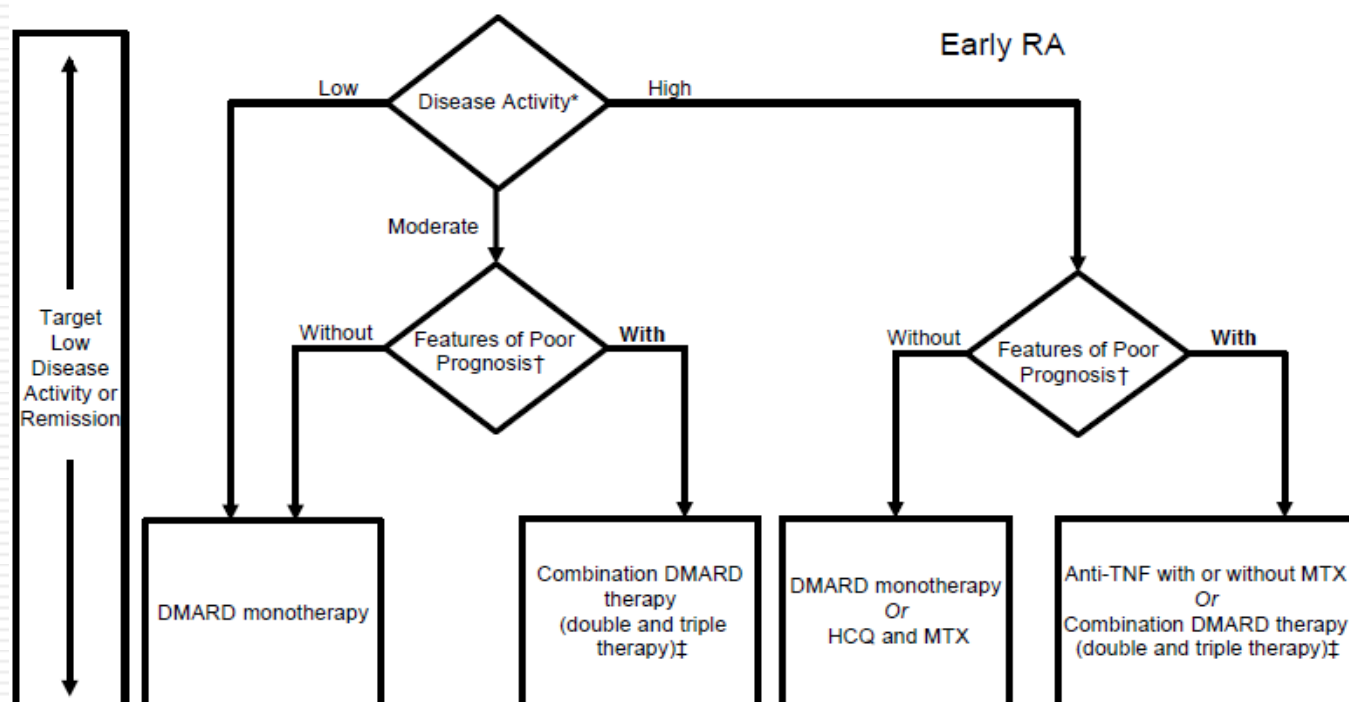 Early RA
Low
Disease Activity*
High
Moderate
Target
Low
Disease
Activity or
Remission
Without
Features of Poor
Prognosis†
With
Without
Features of Poor
Prognosis†
With
DMARD monotherapy
Combination DMARD
therapy
(double and triple
therapy)‡
DMARD monotherapy
Or
HCQ and MTX
Anti-TNF with or without MTX
Or
Combination DMARD therapy
(double and triple therapy)‡